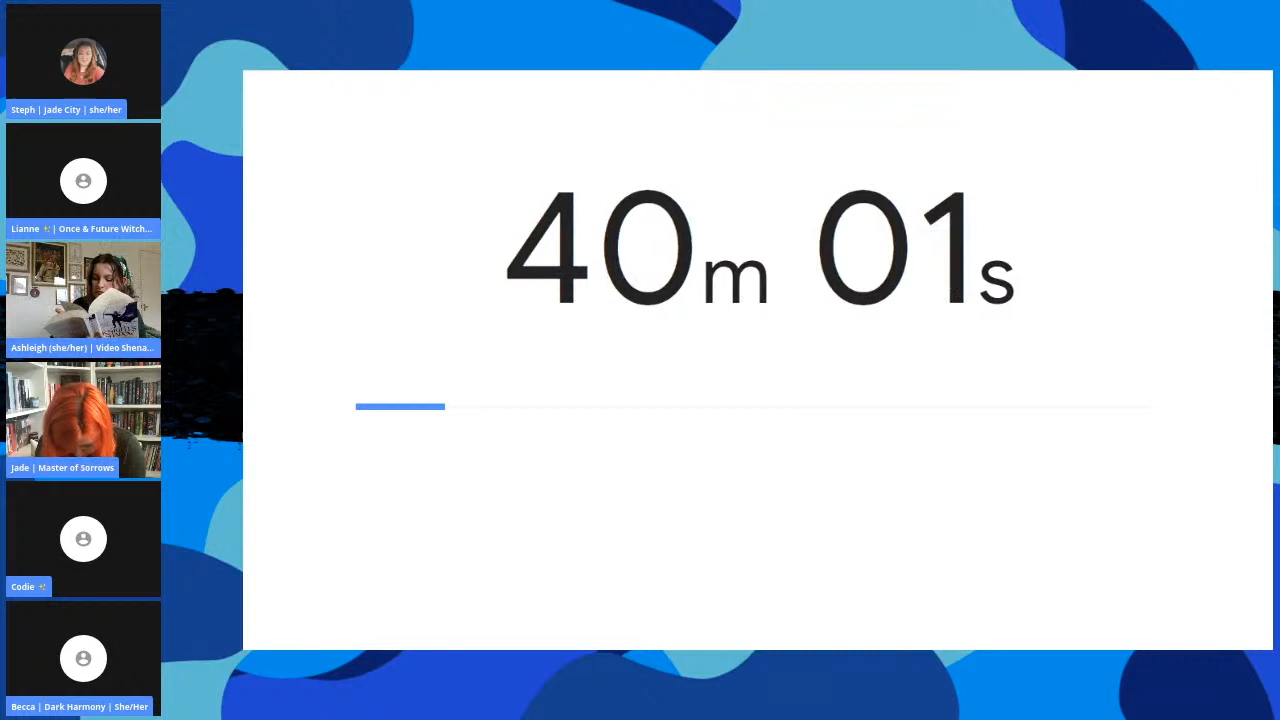 Steph | Jade City | she/her
Lianne ✨ | Once & Future Witch...
Ashleigh (she/her) | Video Shena...
Jade | Master of Sorrows
Codie ✨
Becca | Dark Harmony | She/Her
40m 01s